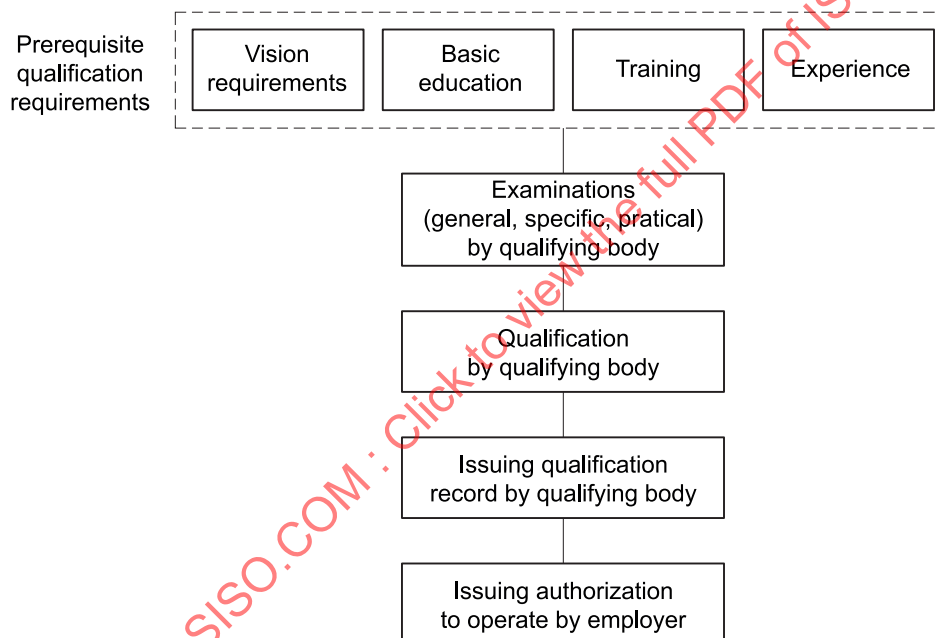 Prerequisite
qualification
requirements
Vision
requirements
Basic
education
Training
Experience
Examinations
(general, specific, pratical)
by qualifying body
Qualification
by qualifying body
Issuing qualification
record by qualifying body
Issuing authorization
to operate by employer
SISO.COM : Click to view the full PDF of IS